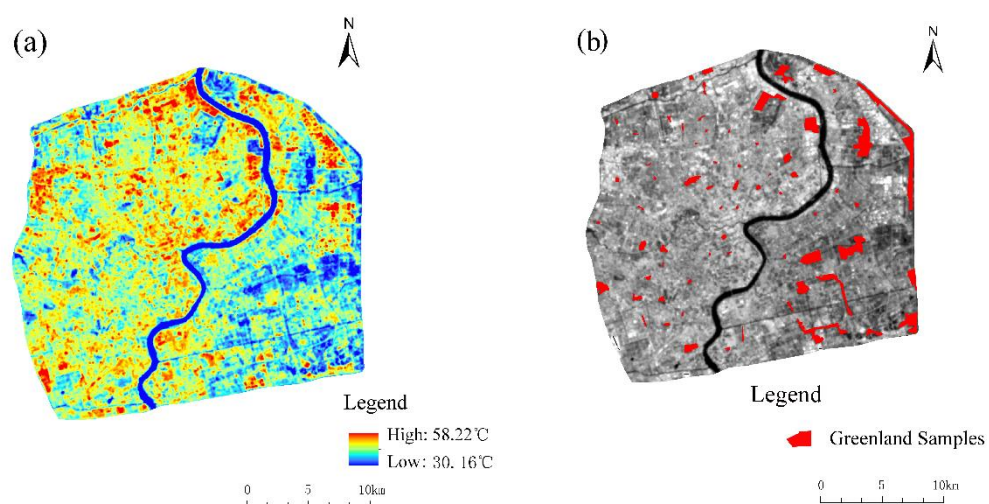 (a)
N
Legend
High: 58.22℃
Low: 30.16℃
0 5 10km
(b)
N
Legend
Greenland Samples
0 5 10km